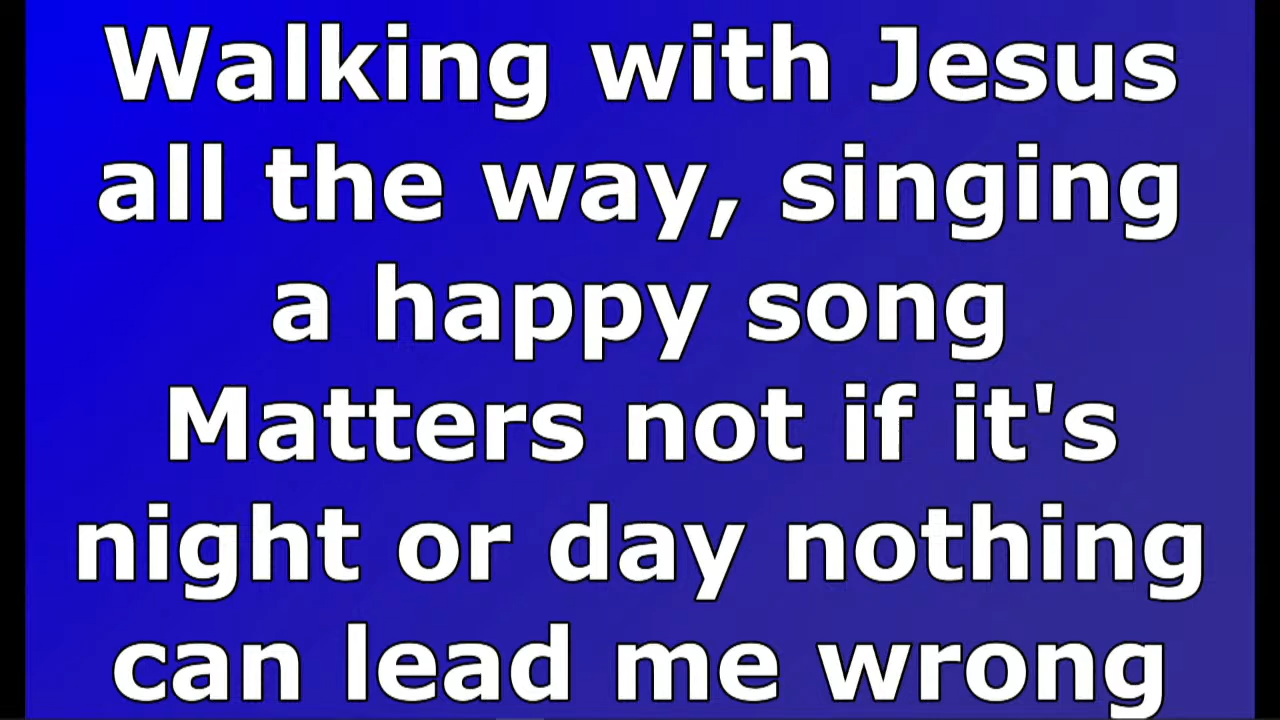 Walking with Jesus
all the way, singing
a happy song
Matters not if it's
night or day nothing
can lead me wrong